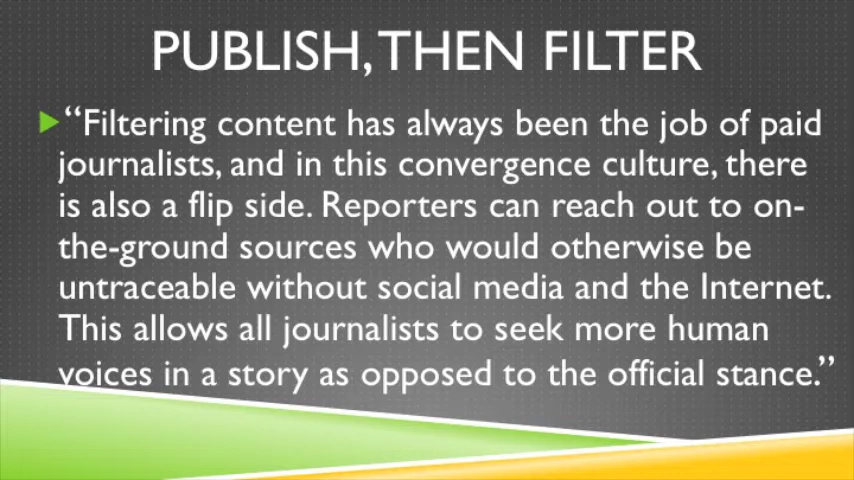 PUBLISH, THEN FILTER
“Filtering content has always been the job of paid
journalists, and in this convergence culture, there
is also a flip side. Reporters can reach out to on-
the-ground sources who would otherwise be
untraceable without social media and the Internet.
This allows all journalists to seek more human
voices in a story as opposed to the official stance.”